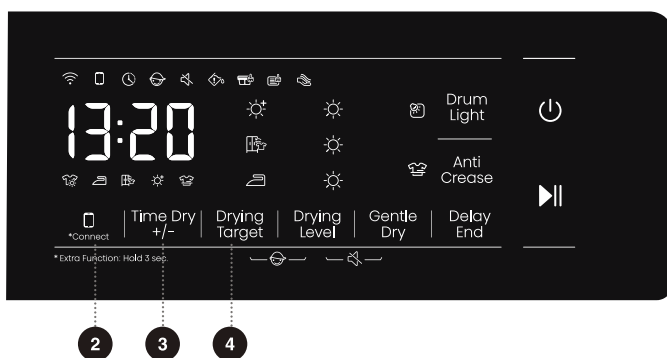 13:20
Drum
Light
Anti
Crease
*Connect
Time Dry
+/-
Drying
Target
Drying
Level
Gentle
Dry
Delay
End
* Extra Function: Hold 3 sec.
2
3
4